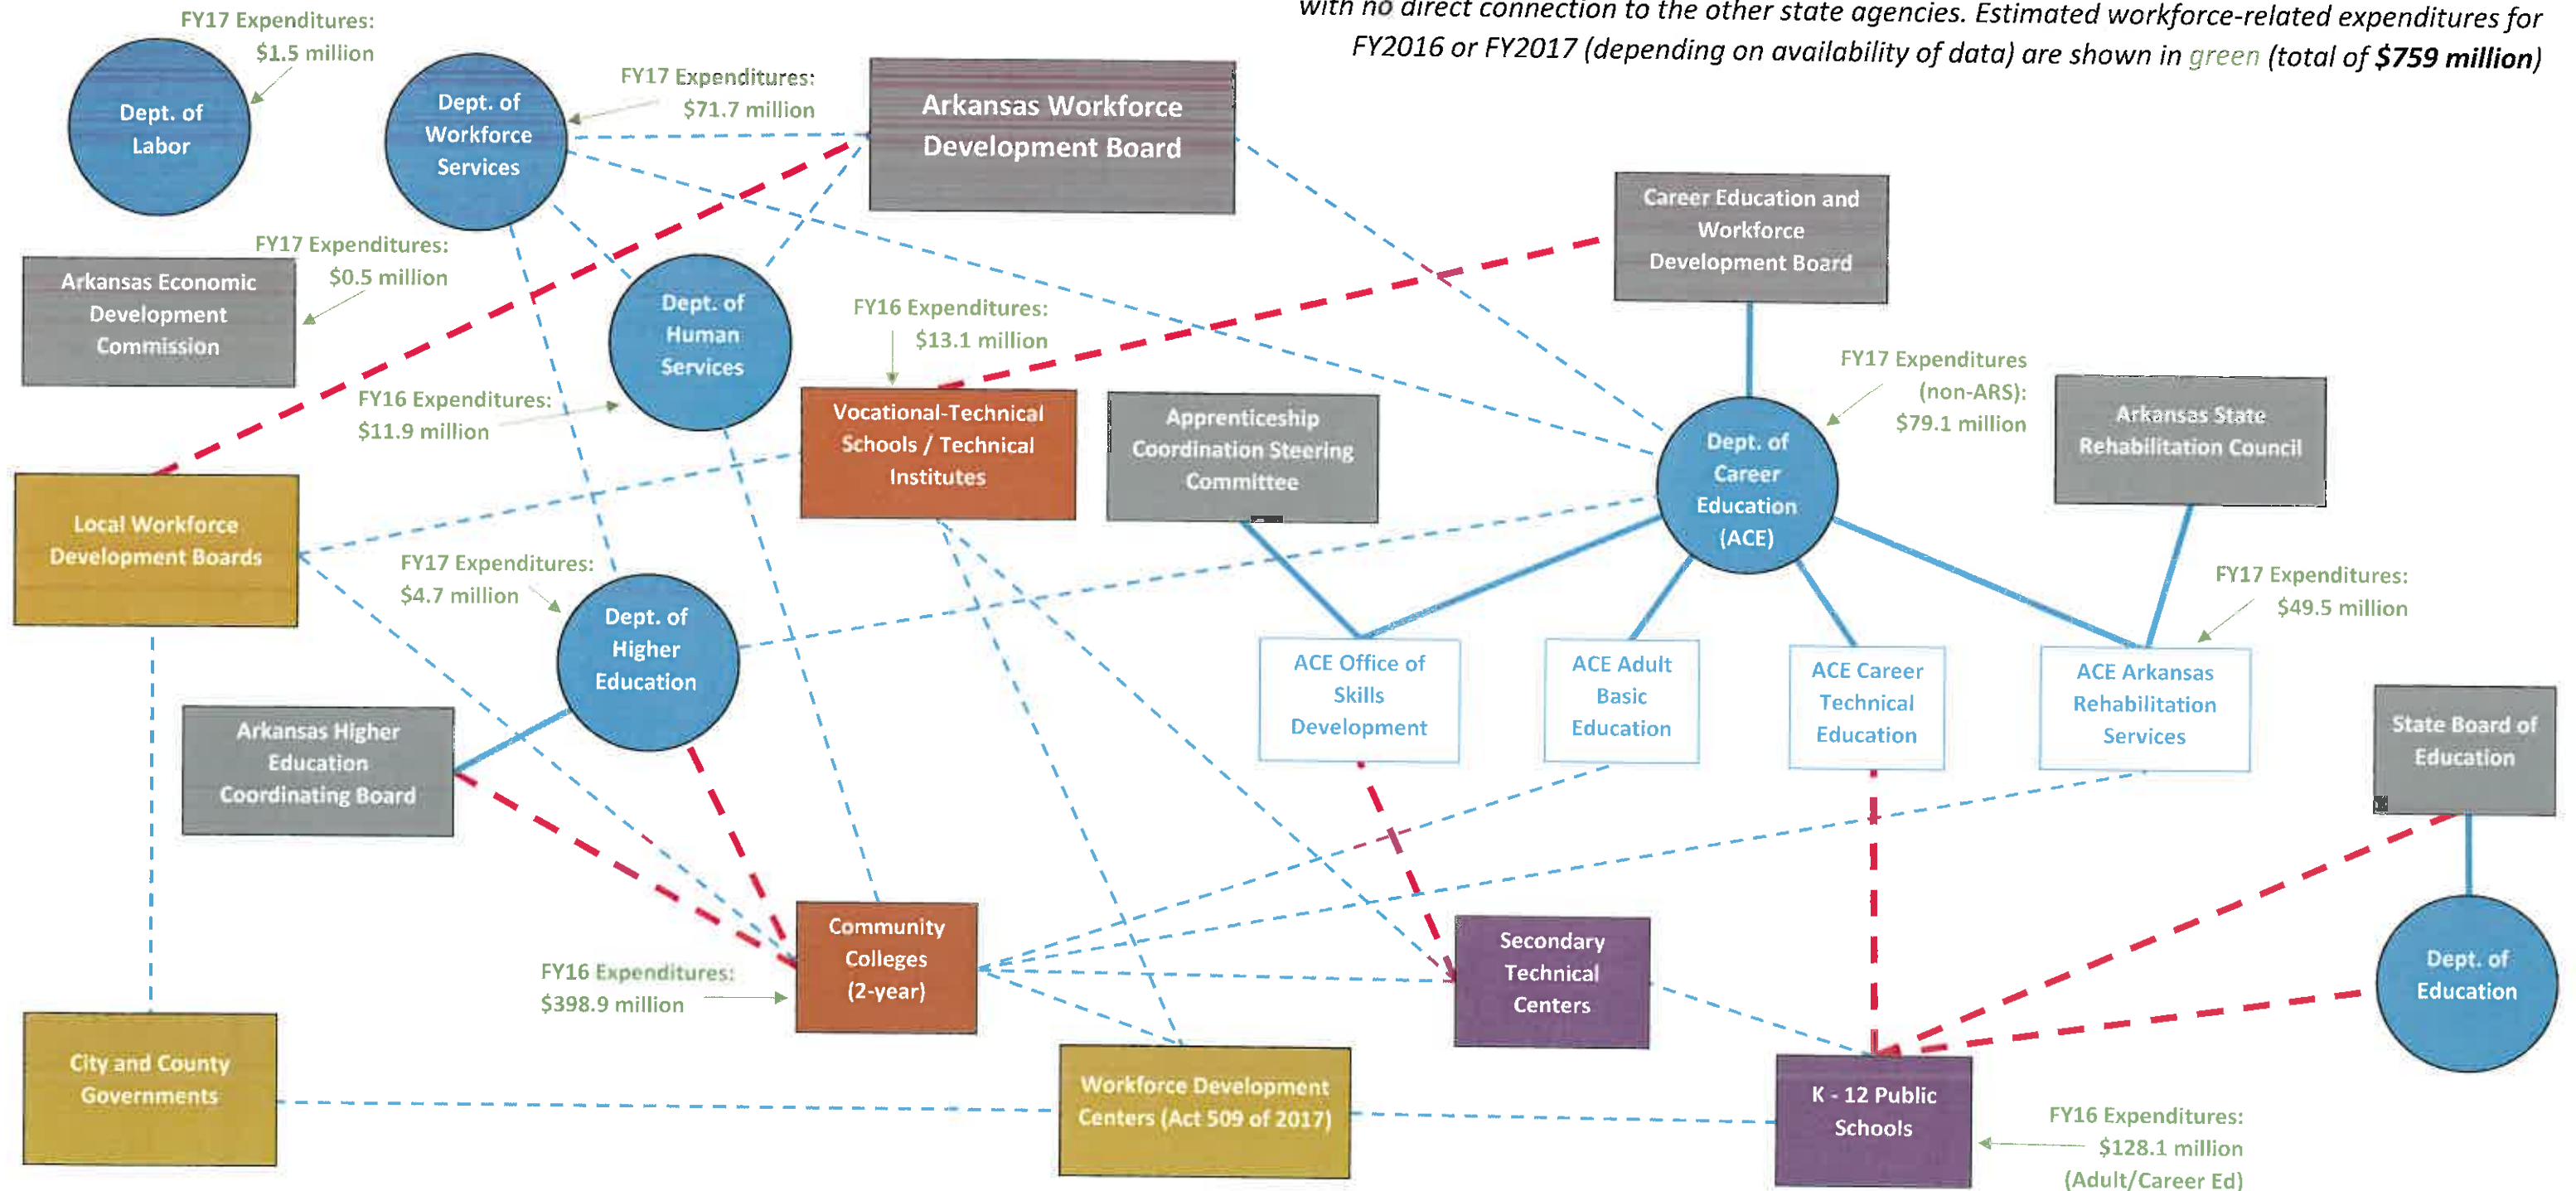 with no direct connection to the other state agencies. Estimated workforce-related expenditures for
FY2016 or FY2017 (depending on availability of data) are shown in green (total of $759 million)
FY17 Expenditures:
$1.5 million
Dept. of
Labor
Dept. of
Workforce
Services
FY17 Expenditures:
$71.7 million
Arkansas Workforce
Development Board
Career Education and
Workforce
Development Board
FY17 Expenditures:
$0.5 million
Arkansas Economic
Development
Commission
Dept. of
Human
Services
FY16 Expenditures:
$11.9 million
FY16 Expenditures:
$13.1 million
Vocational-Technical
Schools / Technical
Institutes
Apprenticeship
Coordination Steering
Committee
FY17 Expenditures
(non-ARS):
$79.1 million
Dept. of
Career
Education
(ACE)
Arkansas State
Rehabilitation Council
Local Workforce
Development Boards
FY17 Expenditures:
$4.7 million
Dept. of
Higher
Education
FY17 Expenditures:
$49.5 million
ACE Office of
Skills
Development
ACE Adult
Basic
Education
ACE Career
Technical
Education
ACE Arkansas
Rehabilitation
Services
State Board of
Education
Arkansas Higher
Education
Coordinating Board
Community
Colleges
(2-year)
FY16 Expenditures:
$398.9 million
Secondary
Technical
Centers
Dept. of
Education
City and County
Governments
Workforce Development
Centers (Act 509 of 2017)
K - 12 Public
Schools
FY16 Expenditures:
$128.1 million
(Adult/Career Ed)